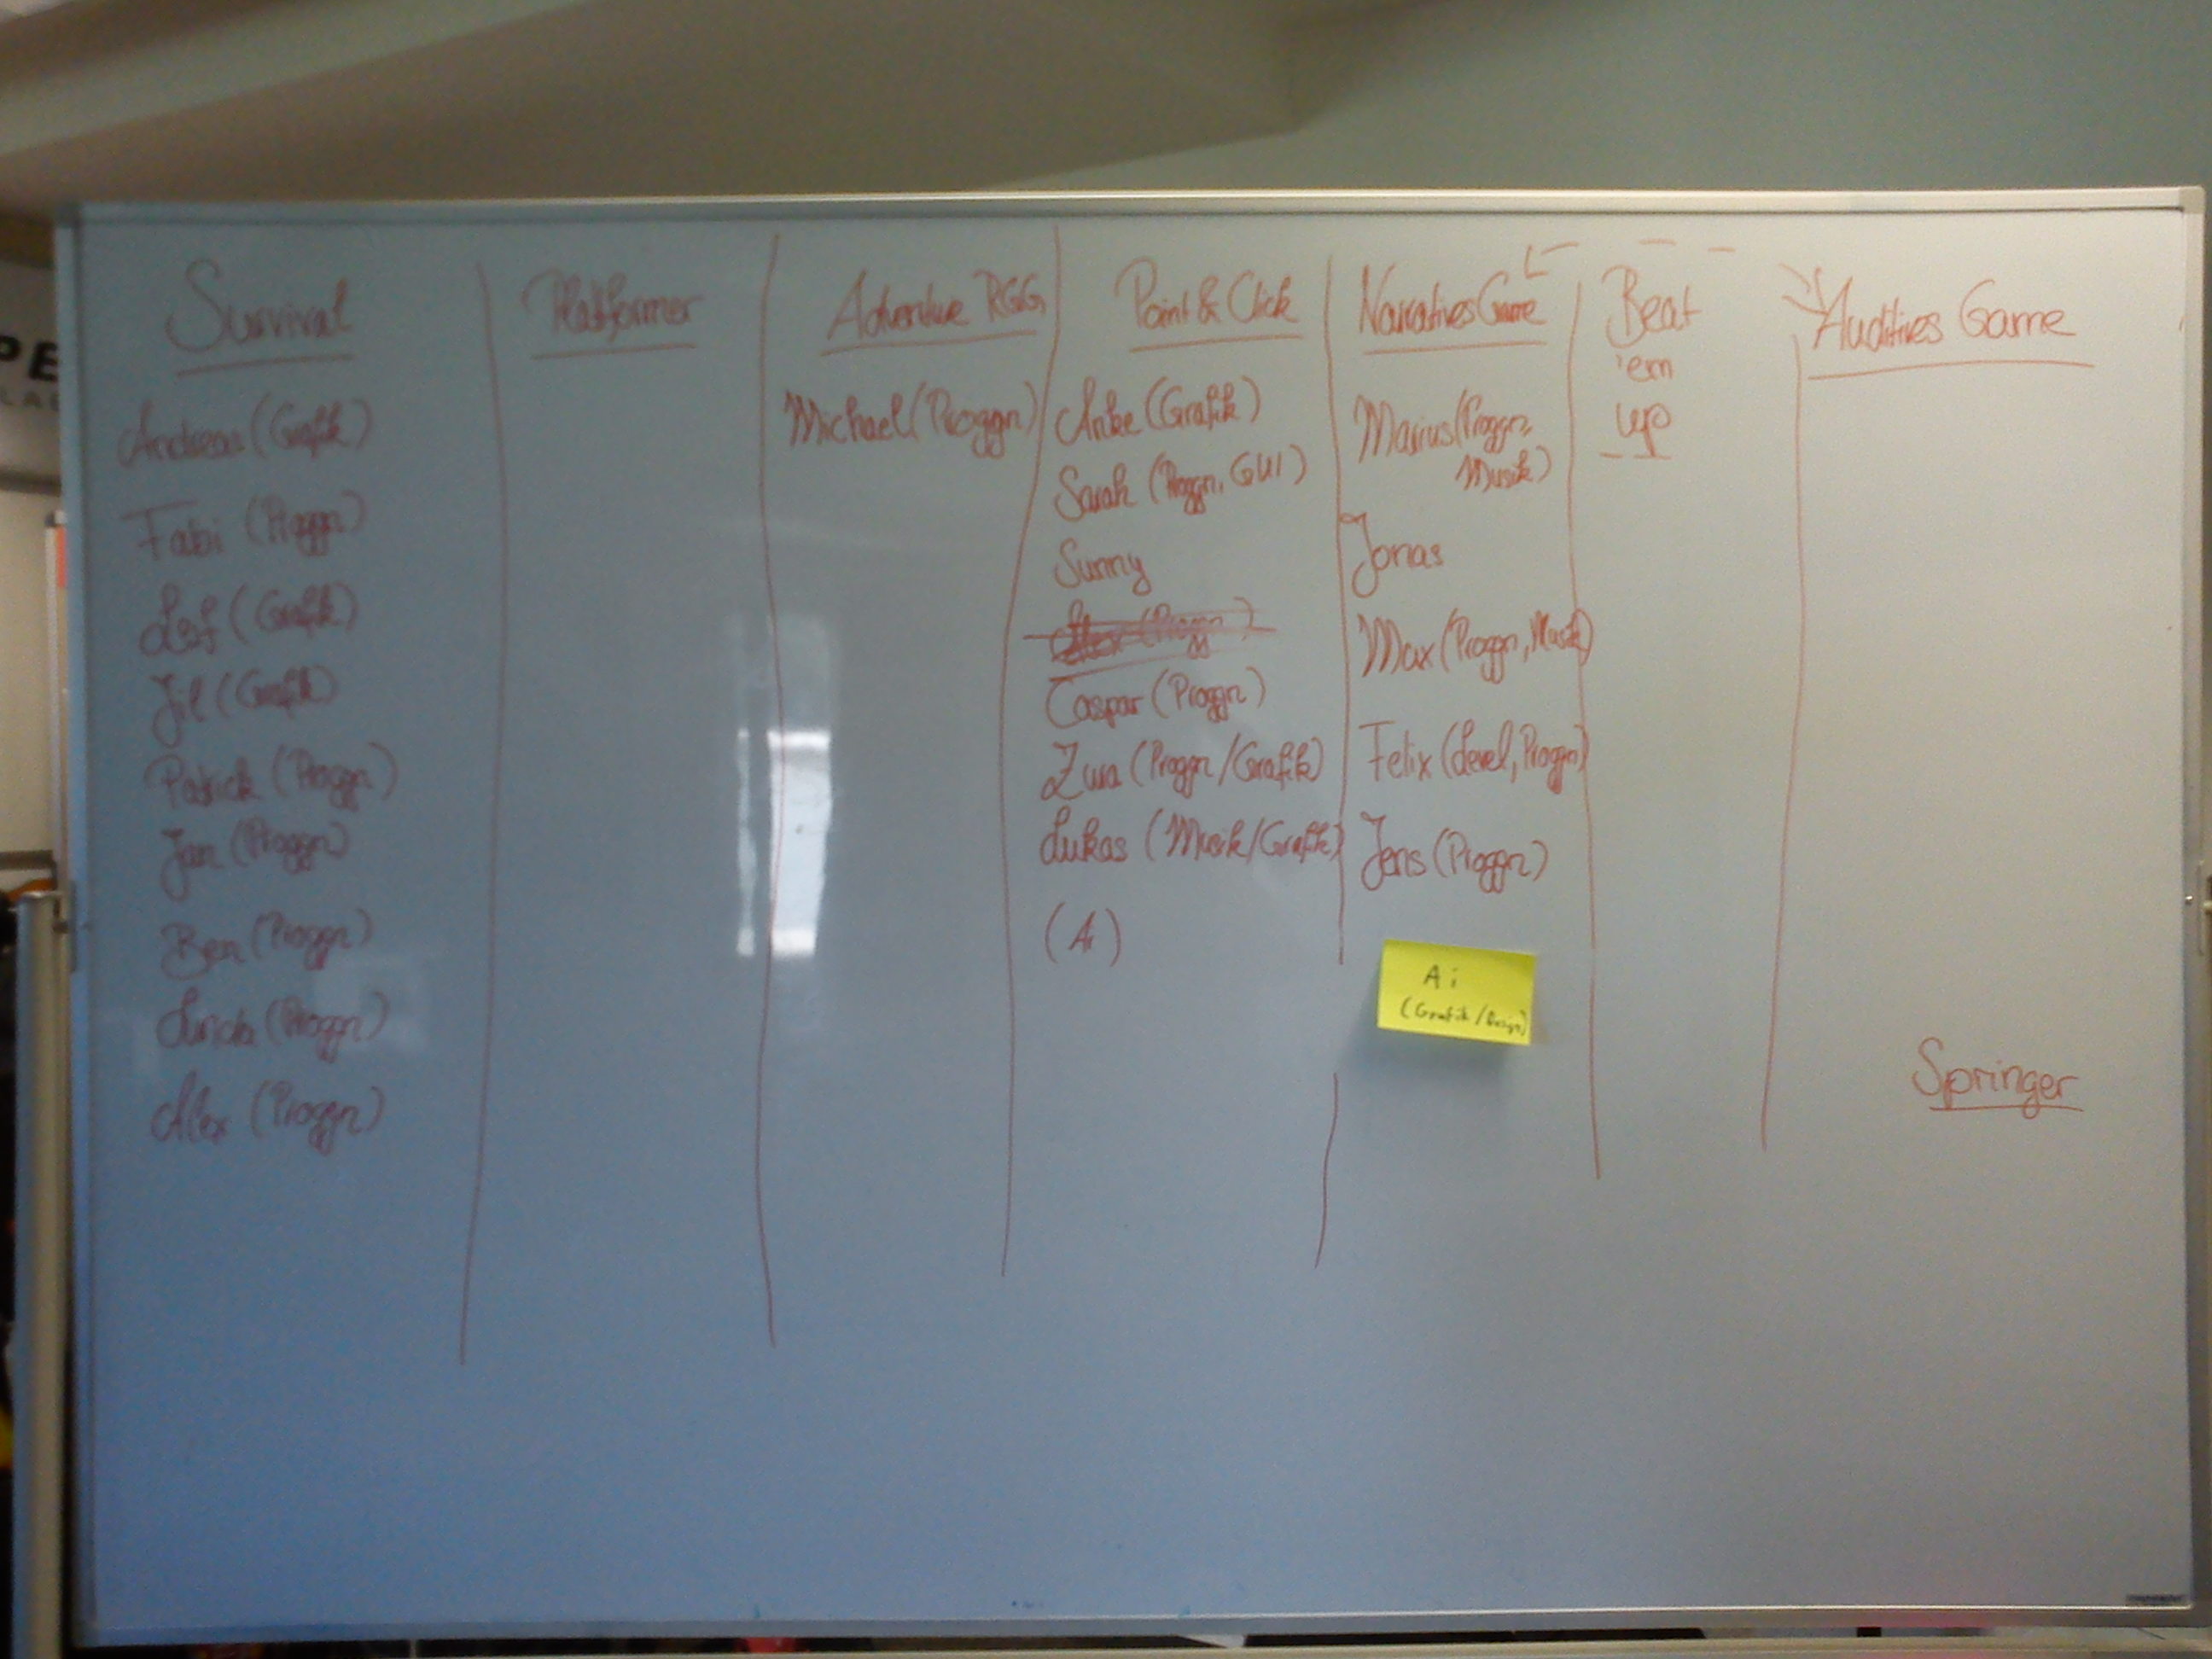 Survival
Andreas (Grafik)
Fabi (Proggn)
Leif (Grafik)
Jil (Grafik)
Patrick (Proggn)
Jan (Proggn)
Ben (Proggn)
Linda (Proggn)
Alex (Proggn)
Platformer
Adventure
Michael (Proggn)
Point & Click
Anke (Grafik)
Sarah (Proggn, GUI)
Sunny
Alex (Proggn)
Caspar (Proggn)
(Proggn/Grafik)
Lukas (Musik/Grafik)
(Ai)
Narratives Game
Marius (Proggn,
Musik)
Jonas
Max (Proggn, Musik)
Felix (Level, Proggn)
Jens (Proggn)
Ai
(Grafik/Design)
Beat
'em
up
Auditives Game
Springer
PE
LAB